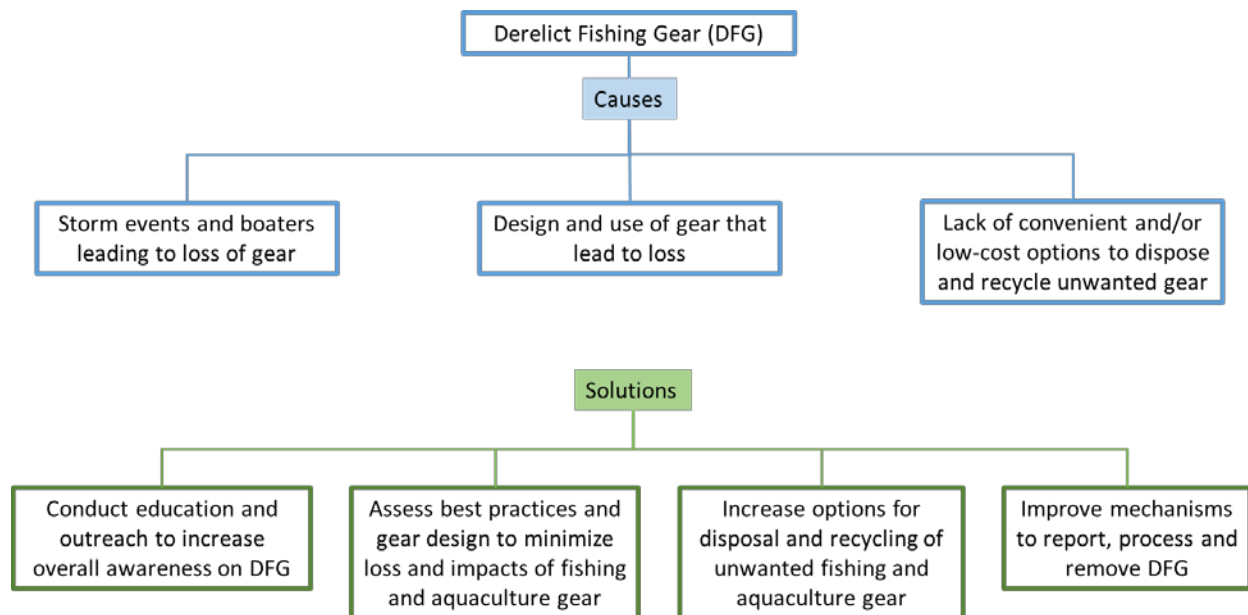 Derelict Fishing Gear (DFG)
Causes
Storm events and boaters
leading to loss of gear
Design and use of gear that
lead to loss
Lack of convenient and/or
low-cost options to dispose
and recycle unwanted gear
Solutions
Conduct education and
outreach to increase
overall awareness on DFG
Assess best practices and
gear design to minimize
loss and impacts of fishing
and aquaculture gear
Increase options for
disposal and recycling of
unwanted fishing and
aquaculture gear
Improve mechanisms
to report, process and
remove DFG